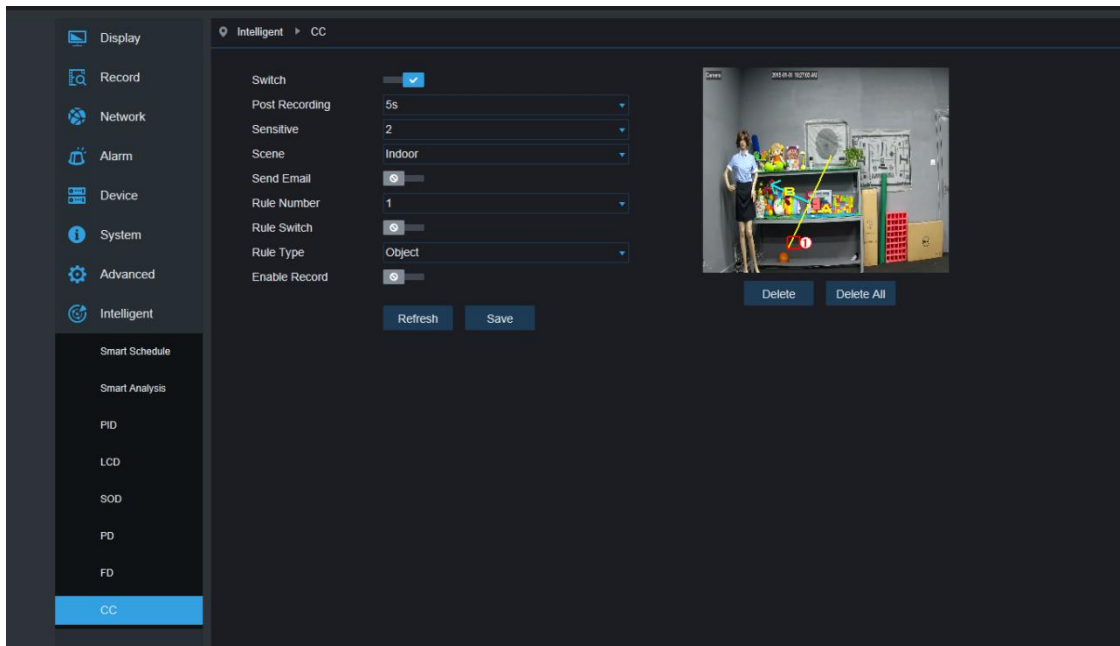 Display
Record
Network
Alarm
Device
System
Advanced
Intelligent
Smart Schedule
Smart Analysis
PID
LCD
SOD
PD
FD
CC
Intelligent CC
Switch
Post Recording 5s
Sensitive 2
Scene Indoor
Send Email
Rule Number 1
Rule Switch
Rule Type Object
Enable Record
Refresh Save
Camera
B
A
1
Delete Delete All